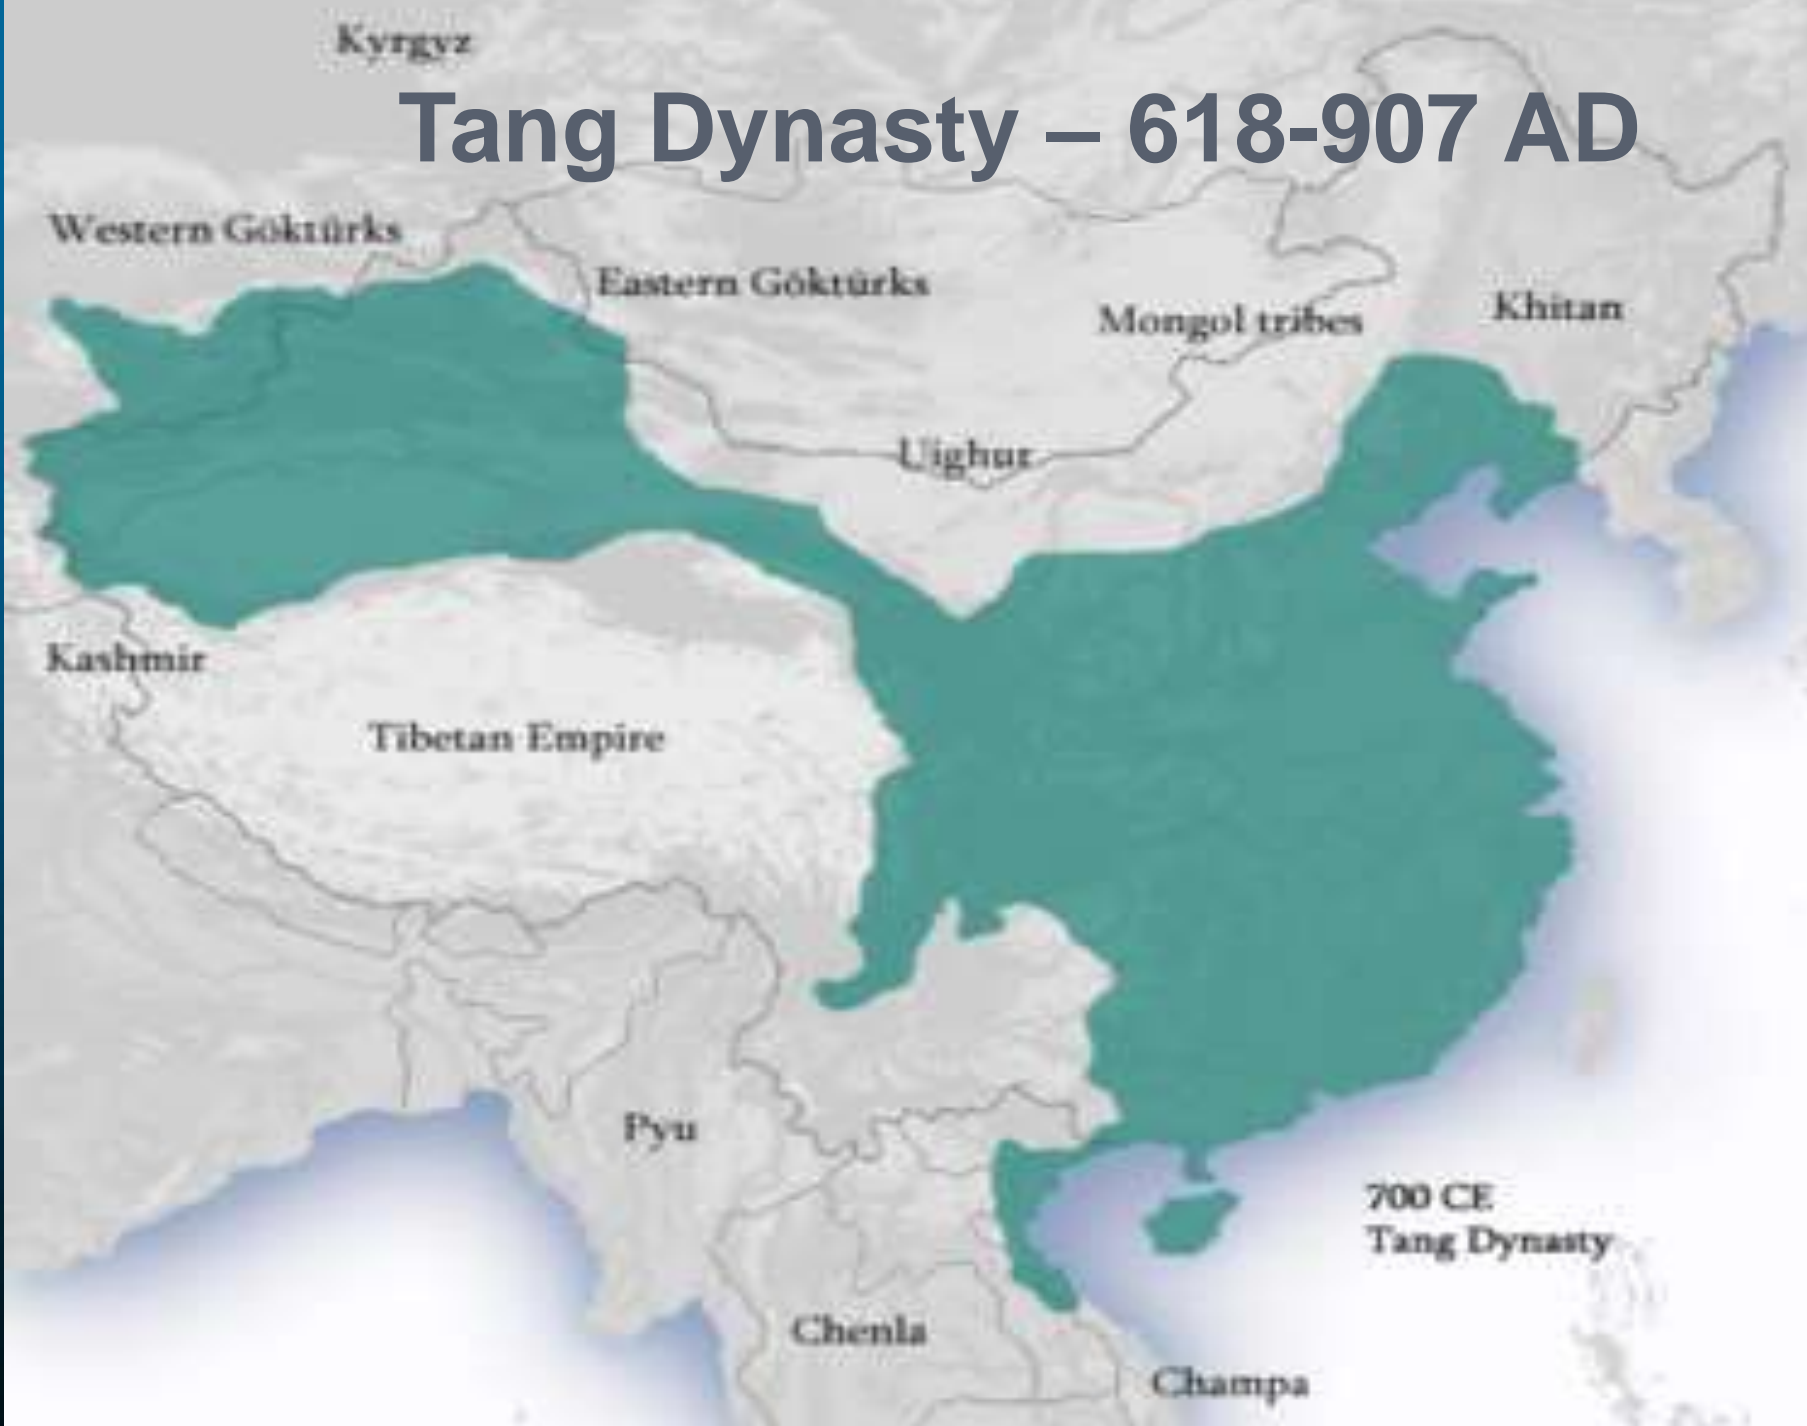 Kyrgyz
Tang Dynasty – 618-907 AD
Western Göktürks
Eastern Göktürks
Mongol tribes
Khitan
Uighur
Kashmir
Tibetan Empire
Pyu
700 CE
Tang Dynasty
Chenla
Champa